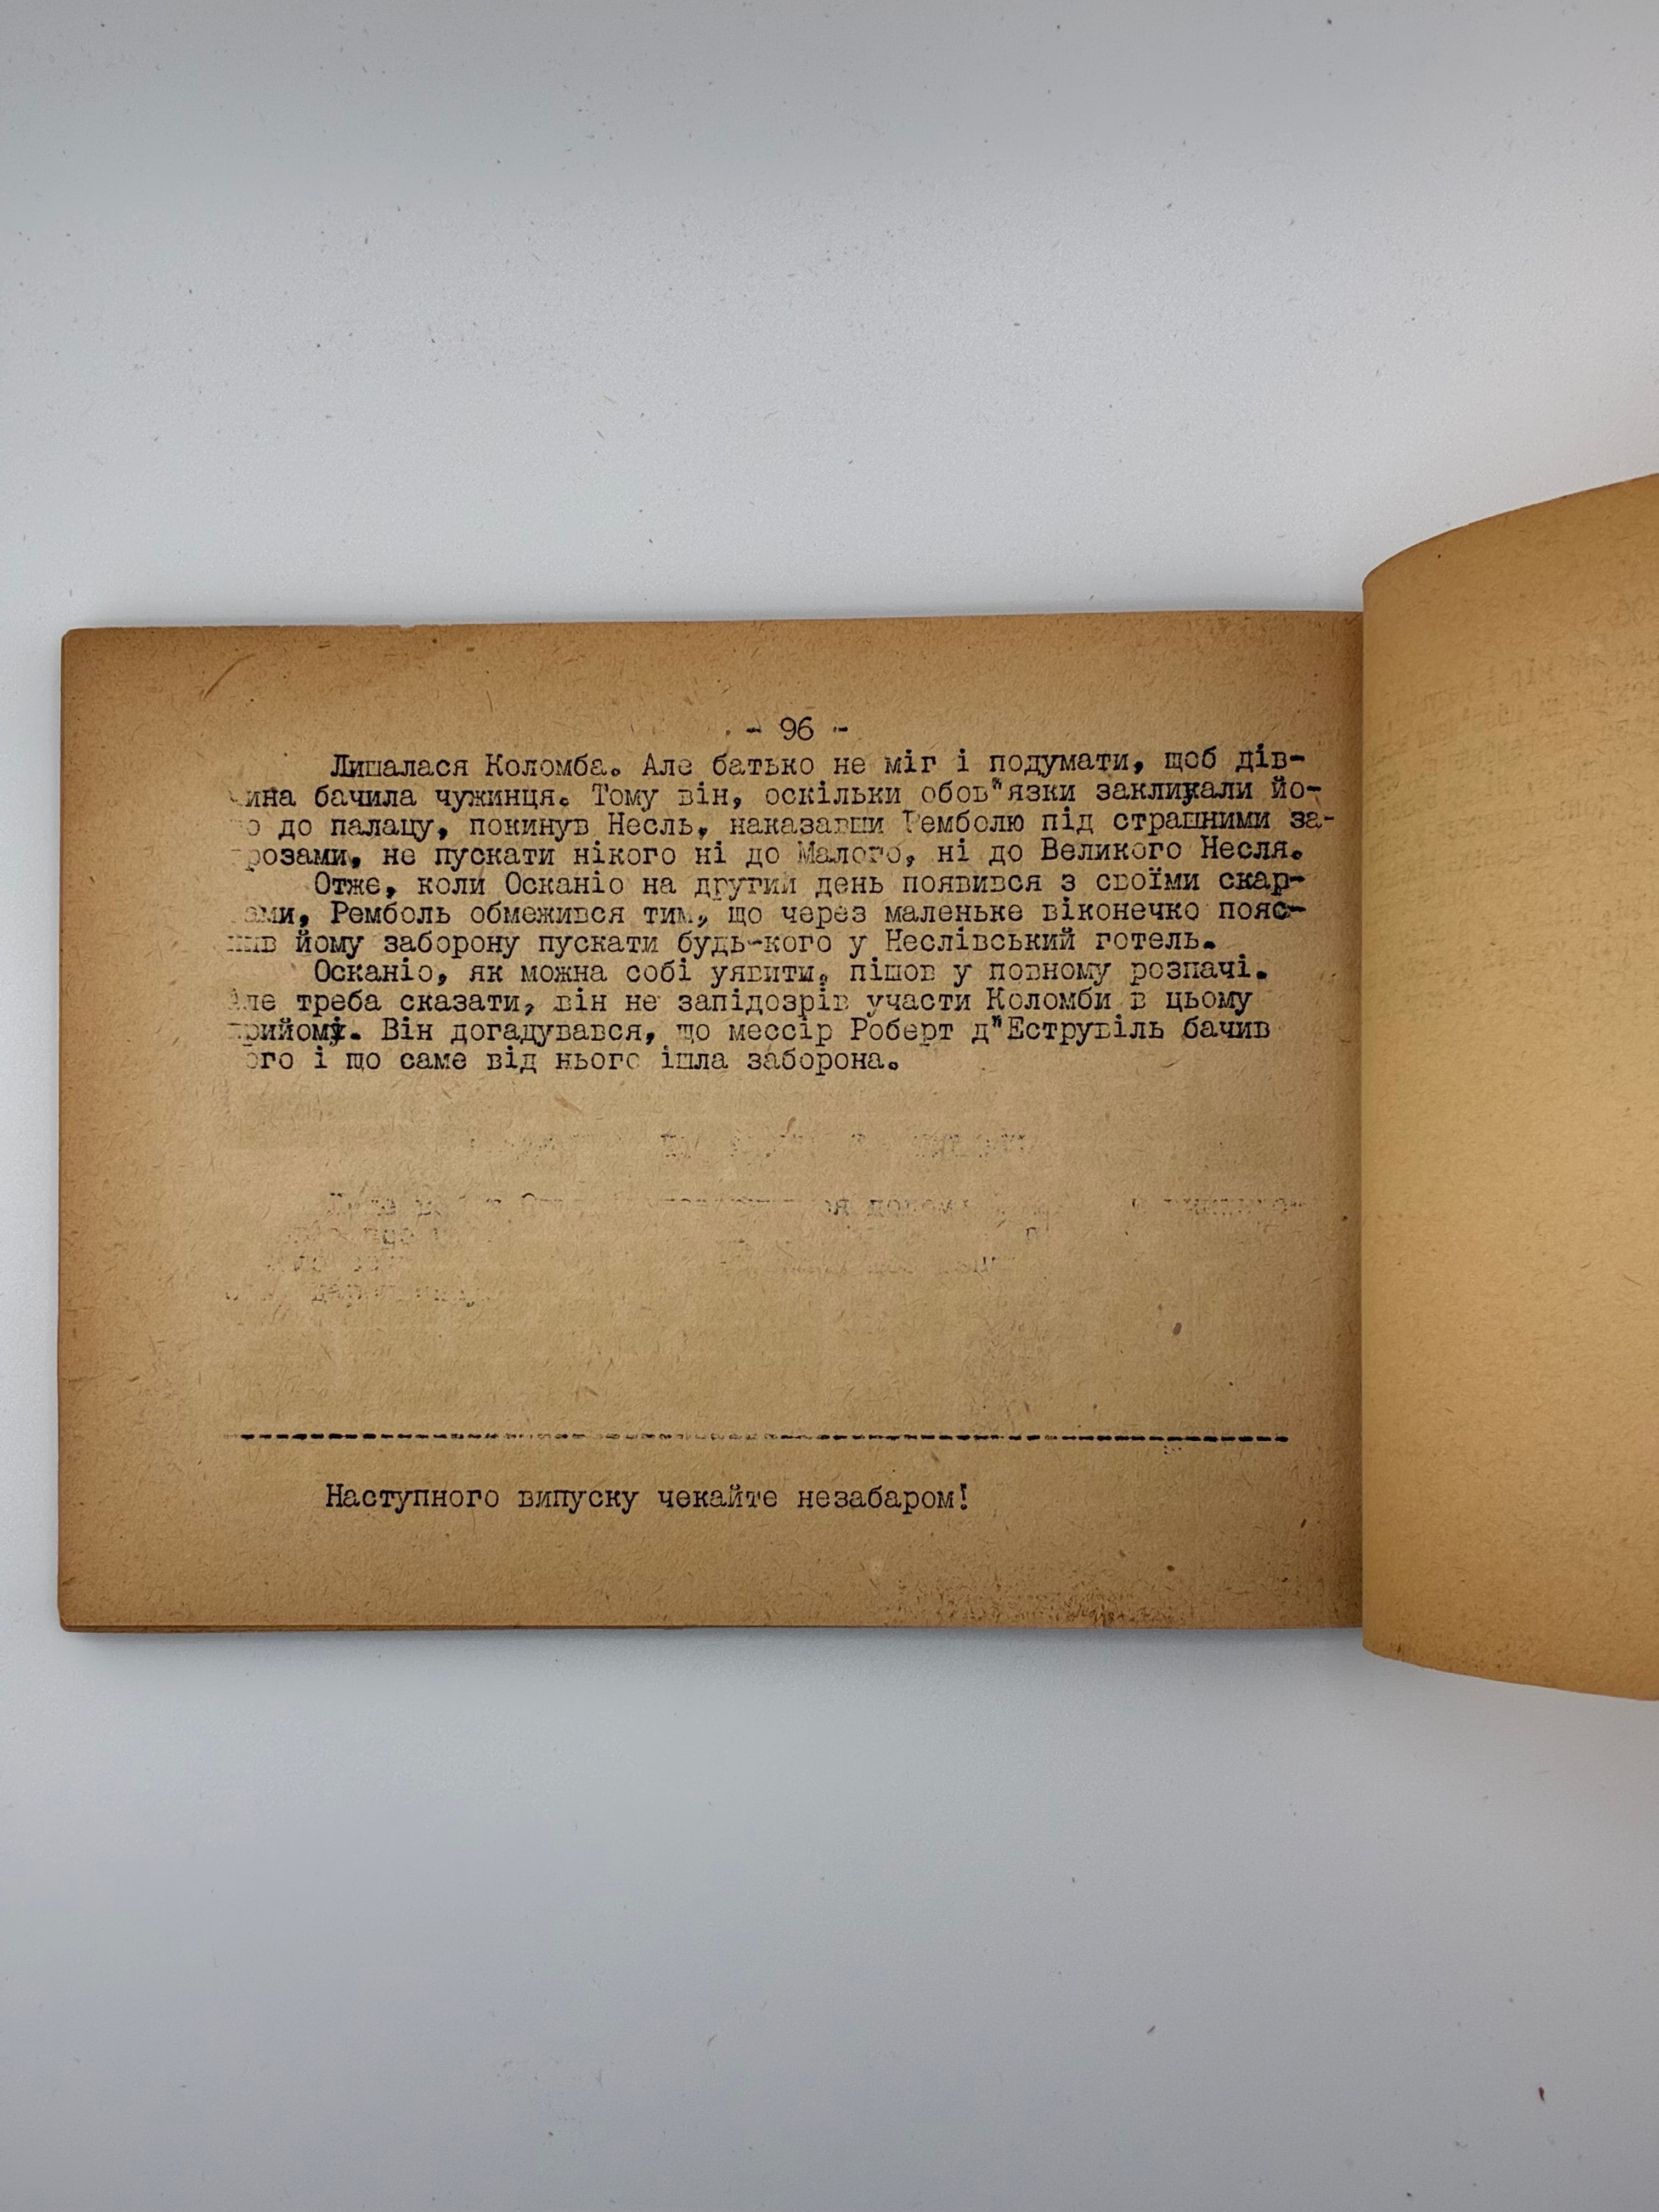 - 96 -
Лишалася Коломба. Але батько не міг і подумати, щоб дів-
чина бачила чужинця. Тому він, оскільки обов"язки закликали йо-
го до палацу, покинув Несль, наказавшиРемболю під страшними за-
грозами, не пускати нікого ні до Малого, ні до Великого Несля.
Отже, коли Осканіо на другий день появився з своїми скар-
бами,Ремболь обмежився тим, що через маленьке віконечко пояс-
нив йому заборону пускати будь-кого у Неслівський готель.
Осканіо, як можна собі уявити, пішов у повному розпачі.
Але треба сказати, він не запідозрів участи Коломби в цьому
прийомі. Він догадувався, що мессір Роберт д"Еструвіль бачив
його і що саме від нього ішла заборона.
Наступного випуску чекайте незабаром!